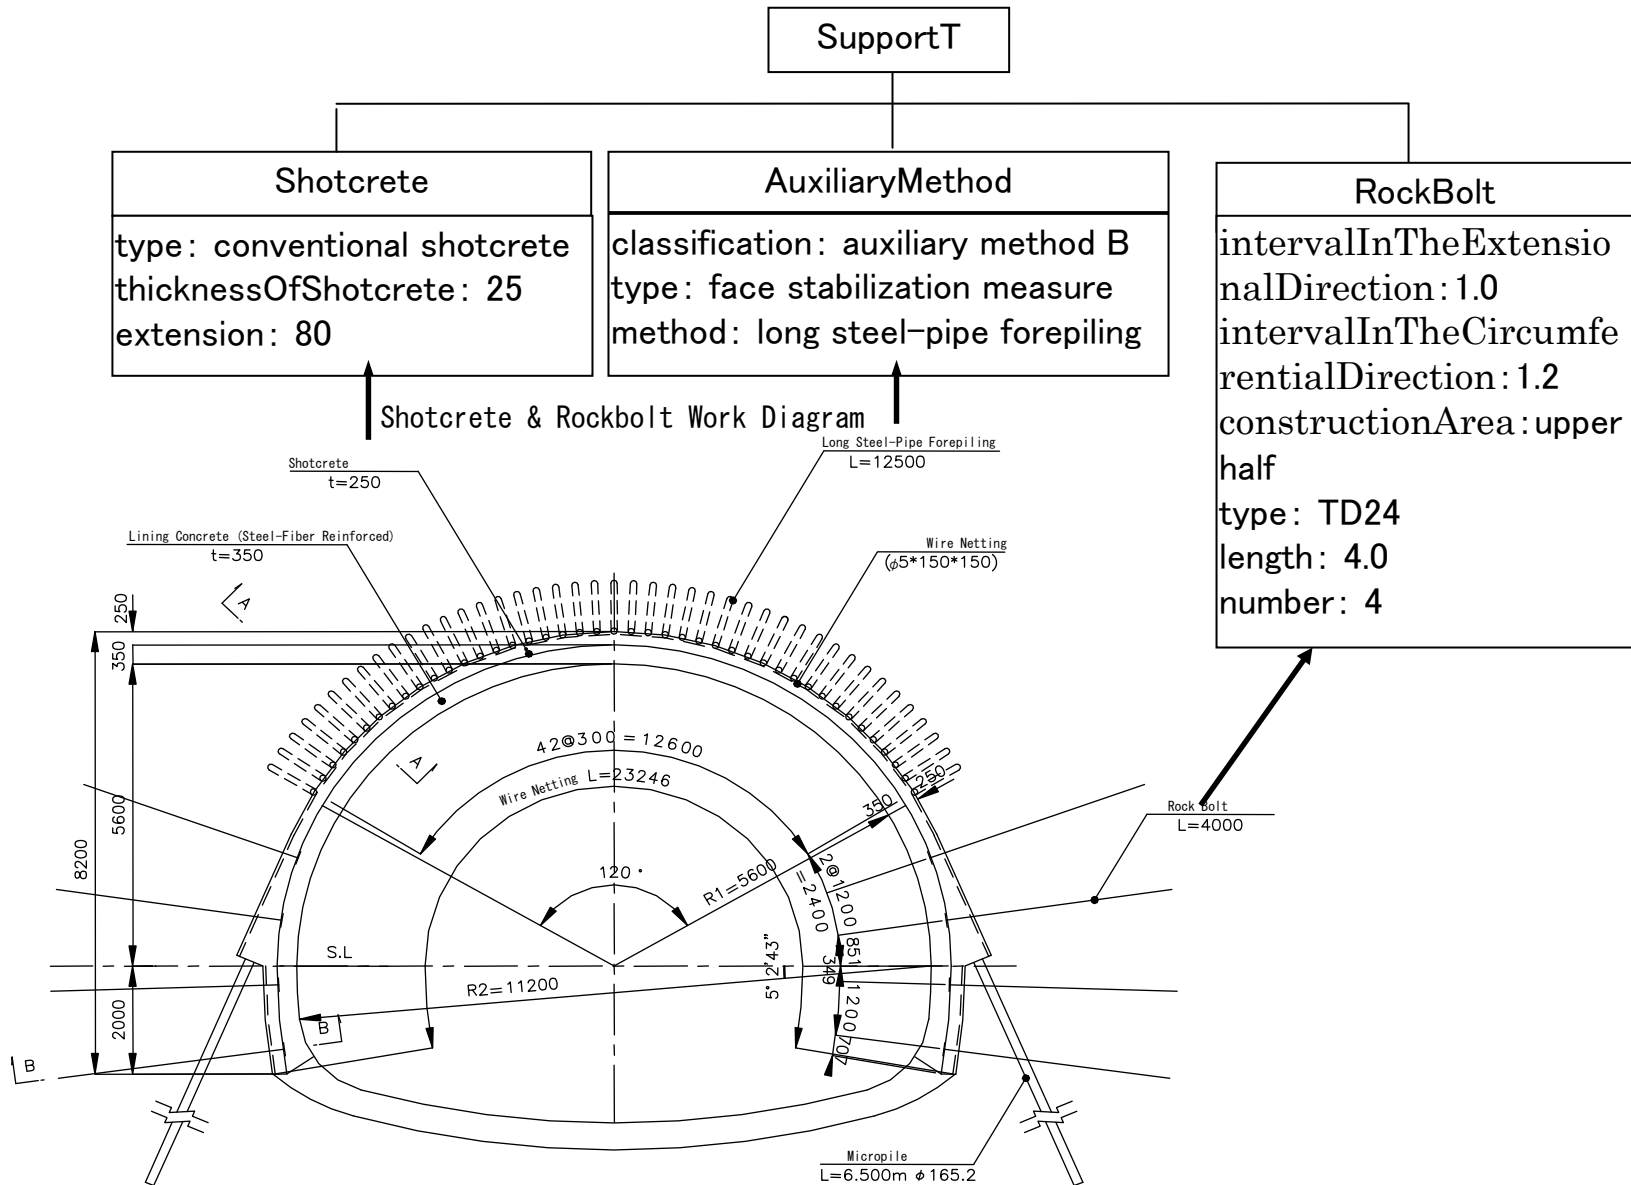 SupportT
Shotcrete
type: conventional shotcrete
thicknessOfShotcrete: 25
extension: 80
AuxiliaryMethod
classification: auxiliary method B
type: face stabilization measure
method: long steel-pipe forepiling
RockBolt
intervalInTheExtensio
nalDirection:1.0
intervalInTheCircumfe
rentialDirection:1.2
constructionArea:upper
half
type: TD24
length: 4.0
number: 4
Shotcrete & Rockbolt Work Diagram
Long Steel-Pipe Forepiling
L=12500
Shotcrete
t=250
Lining Concrete (Steel-Fiber Reinforced)
t=350
Wire Netting
(φ5*150*150)
A
250
350
5600
8200
2000
A
42@300=12600
Wire Netting L=23246
120°
R1=5600
350
250
2@1200
=2400
851
349
1200
707
5°2'43"
S.L
R2=11200
B
B
Rock Bolt
L=4000
Micropile
L=6.500m φ165.2